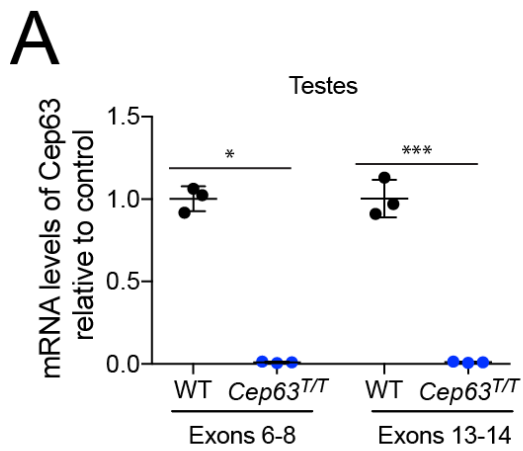 A
Testes
mRNA levels of Cep63
relative to control
1.5
1.0
0.5
0.0
*
***
WT Cep63T/T WT Cep63T/T
Exons 6-8 Exons 13-14